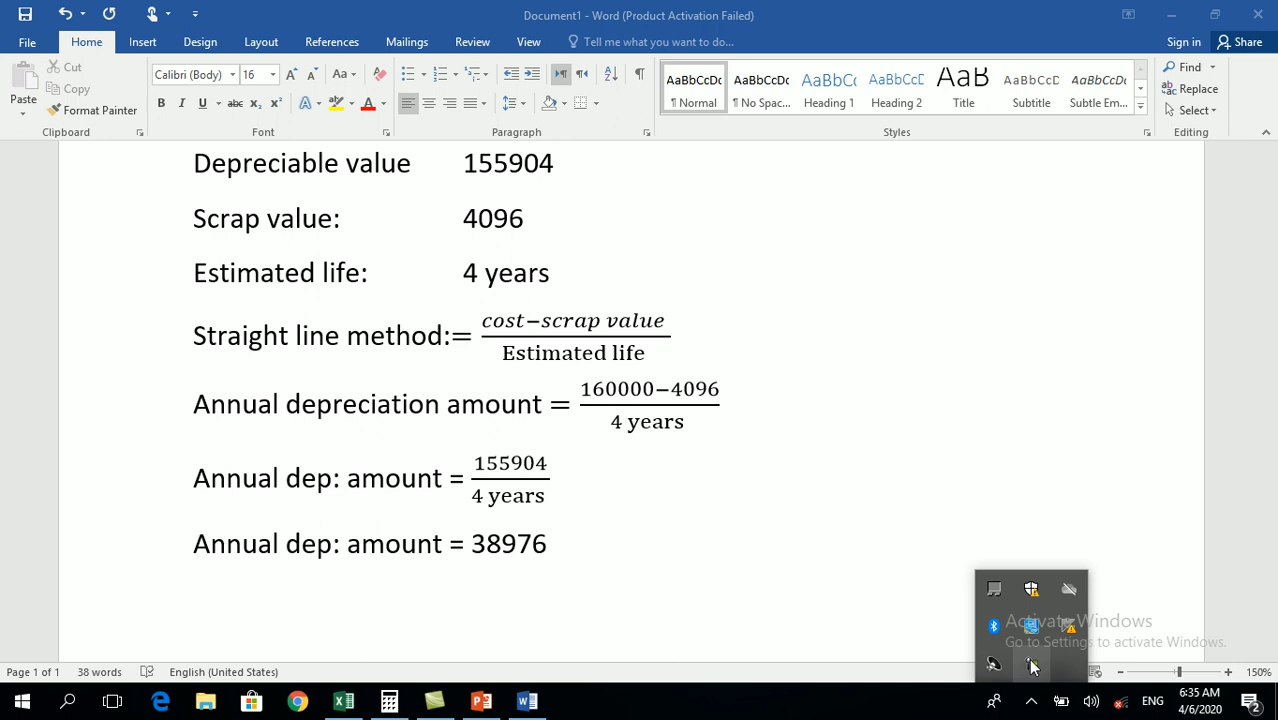 Document1 - Word (Product Activation Failed)
File Home Insert Design Layout References Mailings Review View Tell me what you want to do... Sign in Share
Cut
Copy
Paste
Format Painter
Calibri (Body) 16
AaBbCcDc AaBbCcDc AaBbCc AaBbCcE AaB AaBbCcD AaBbCcD
¶ Normal ¶ No Spac... Heading 1 Heading 2 Title Subtitle Subtle Em...
Find
Replace
Select
Clipboard Font Paragraph Styles Editing
Depreciable value 155904
Scrap value: 4096
Estimated life: 4 years
Straight line method:= cost−scrap value
Estimated life
Annual depreciation amount = 160000−4096
4 years
Annual dep: amount = 155904
4 years
Annual dep: amount = 38976
Activate Windows
Go to Settings to activate Windows.
Page 1 of 1 38 words English (United States) 150%
ENG
6:35 AM
4/6/2020
2